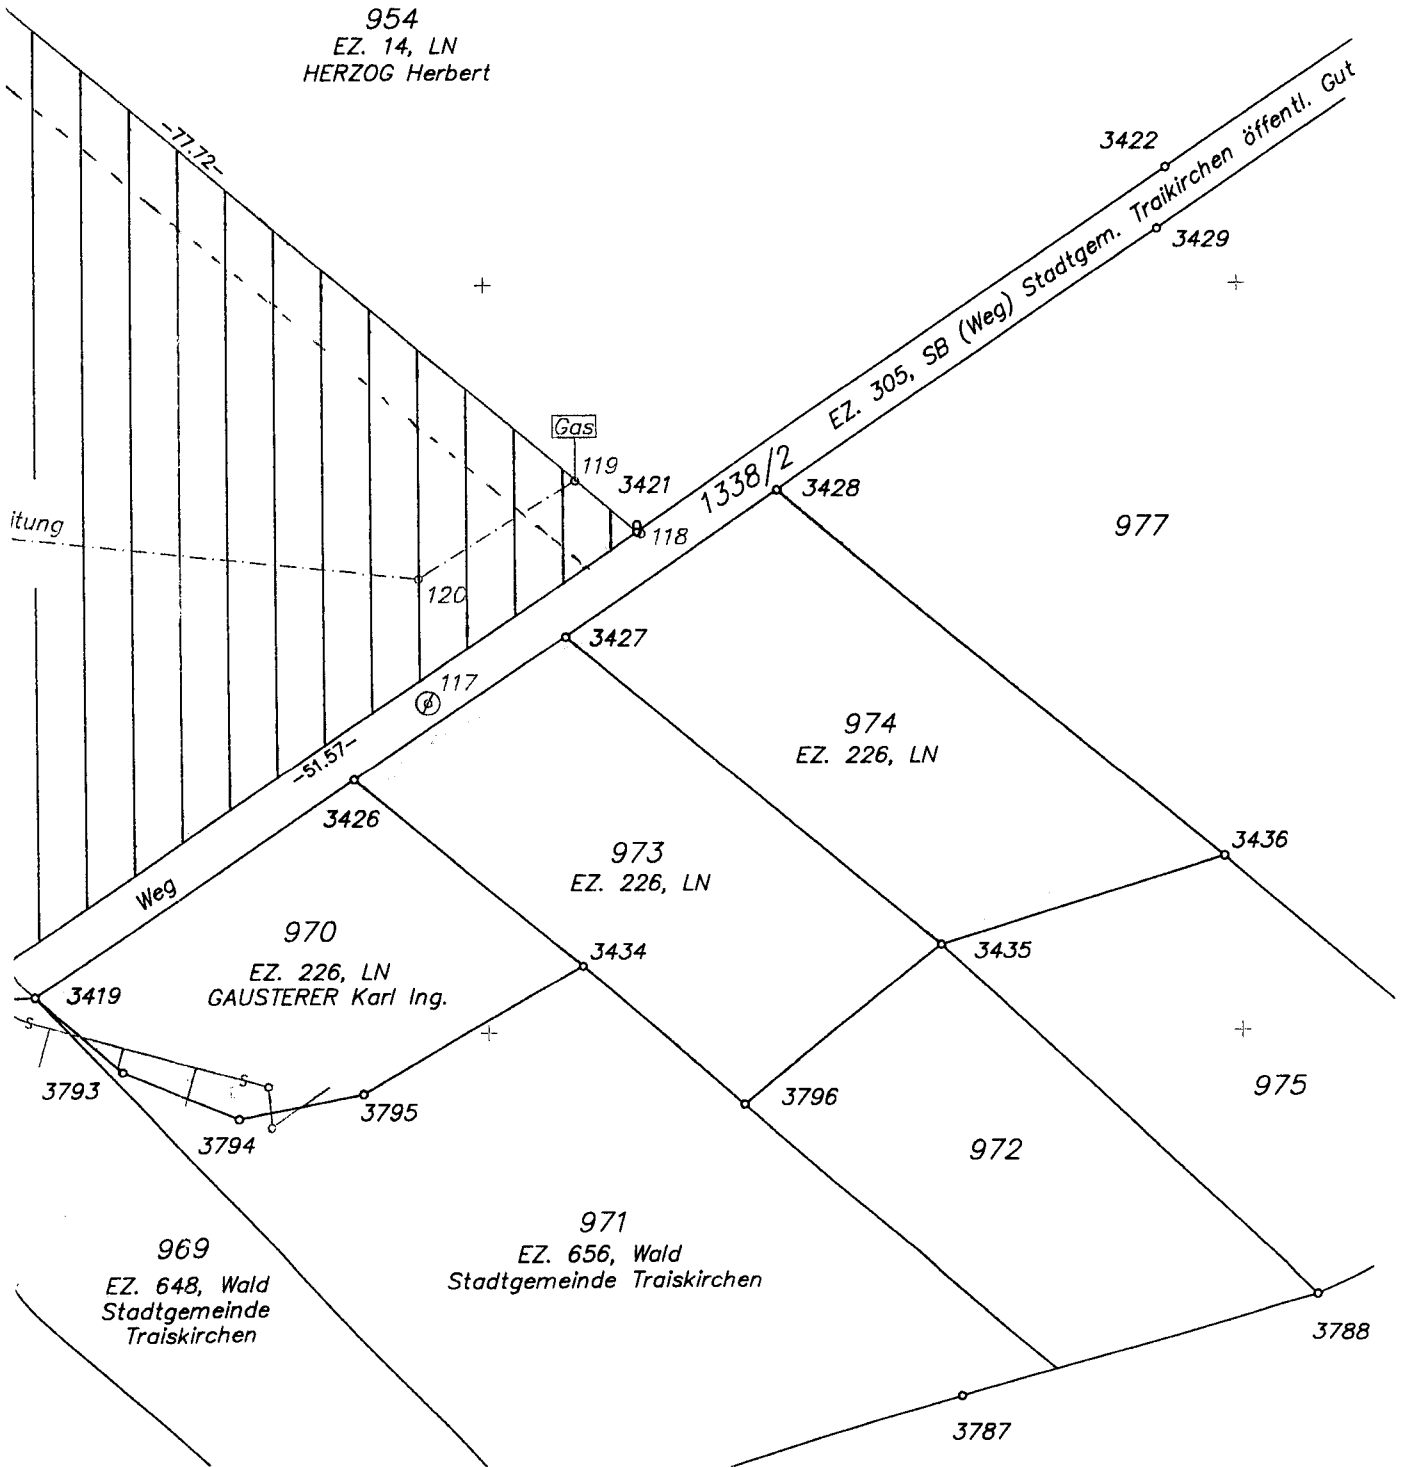 954
EZ. 14, LN
HERZOG Herbert
-77.72-
3422
EZ. 305, SB (Weg) Stadtgem. Traikirchen öffentl. Gut
3429
Gas
119
3421
1338/2
3428
118
977
itung
120
3427
117
974
EZ. 226, LN
-51.57-
3426
3436
973
EZ. 226, LN
Weg
970
3434
3435
EZ. 226, LN
GAUSTERER Karl Ing.
3419
s
s
3793
3795
3796
975
3794
972
971
969
EZ. 656, Wald
Stadtgemeinde Traiskirchen
EZ. 648, Wald
Stadtgemeinde
Traiskirchen
3788
3787